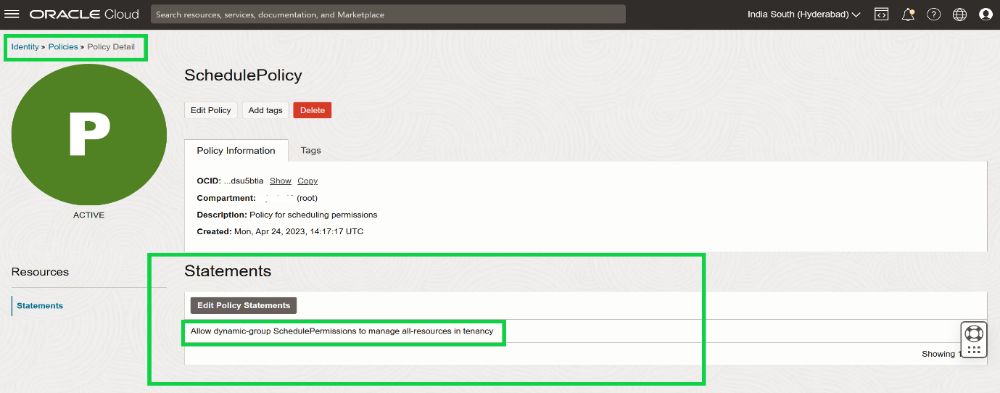 ORACLE Cloud Search resources, services, documentation, and Marketplace India South (Hyderabad)
Identity » Policies » Policy Detail
P
ACTIVE
SchedulePolicy
Edit Policy Add tags Delete
Policy Information Tags
OCID: ...dsu5btia Show Copy
Compartment: (root)
Description: Policy for scheduling permissions
Created: Mon, Apr 24, 2023, 14:17:17 UTC
Resources
Statements
Statements
Edit Policy Statements
Allow dynamic-group SchedulePermissions to manage all-resources in tenancy
Showing